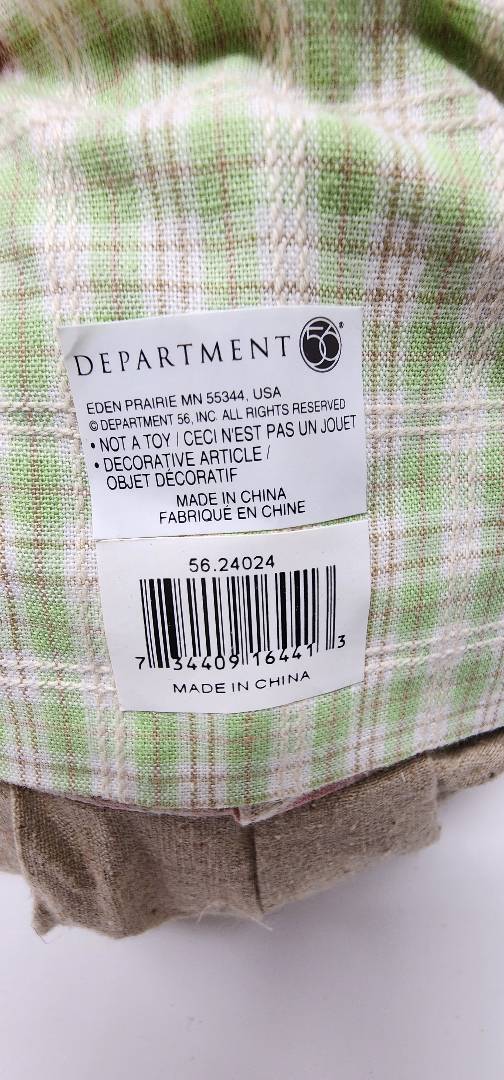 DEPARTMENT 56®
EDEN PRAIRIE MN 55344, USA
© DEPARTMENT 56, INC. ALL RIGHTS RESERVED
• NOT A TOY / CECI N'EST PAS UN JOUET
• DECORATIVE ARTICLE /
OBJET DÉCORATIF
MADE IN CHINA
FABRIQUÉ EN CHINE
56.24024
7 34409 16441 3
MADE IN CHINA